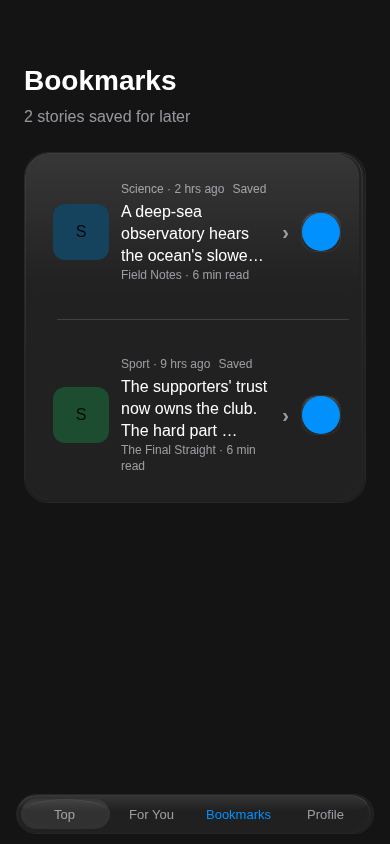 Bookmarks
2 stories saved for later
Science · 2 hrs ago Saved
S
A deep-sea
observatory hears
the ocean's slowe…
›
Field Notes · 6 min read
Sport · 9 hrs ago Saved
S
The supporters' trust
now owns the club.
The hard part …
›
The Final Straight · 6 min
read
Top For You Bookmarks Profile